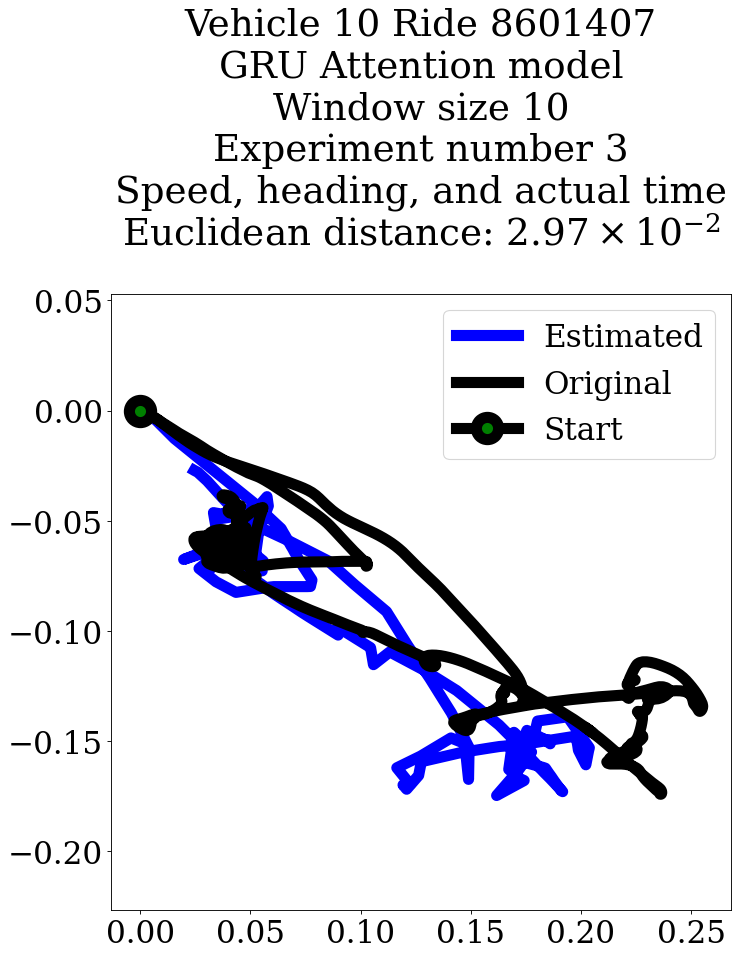 Vehicle 10 Ride 8601407
GRU Attention model
Window size 10
Experiment number 3
Speed, heading, and actual time
Euclidean distance: 2.97 × 10⁻²
0.05
Estimated
Original
Start
0.00
−0.05
−0.10
−0.15
−0.20
0.00 0.05 0.10 0.15 0.20 0.25